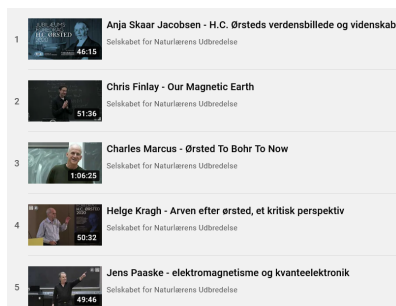 1
JUBILÆUMS
H.C. ØRSTED
46:15
Anja Skaar Jacobsen - H.C. Ørsteds verdensbillede og videnskab
Selskabet for Naturlærens Udbredelse
2
51:36
Chris Finlay - Our Magnetic Earth
Selskabet for Naturlærens Udbredelse
3
1:06:25
Charles Marcus - Ørsted To Bohr To Now
Selskabet for Naturlærens Udbredelse
4
H.C. ØRSTED
50:32
Helge Kragh - Arven efter ørsted, et kritisk perspektiv
Selskabet for Naturlærens Udbredelse
5
49:46
Jens Paaske - elektromagnetisme og kvanteelektronik
Selskabet for Naturlærens Udbredelse